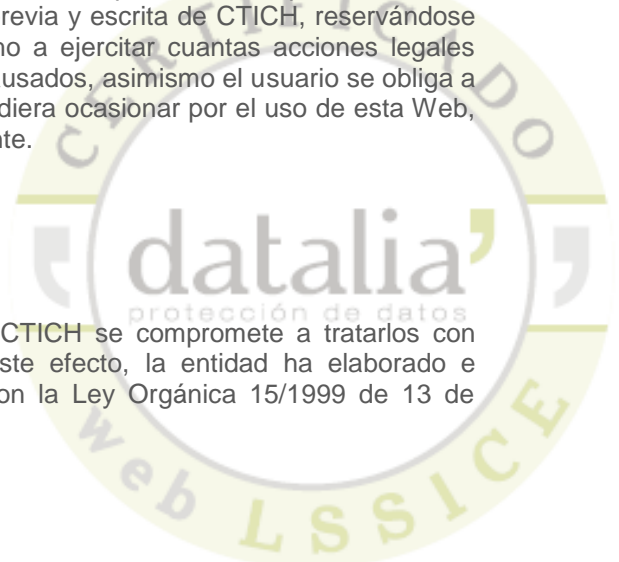 revia y escrita de CTICH, reservándose
o a ejercitar cuantas acciones legales
usados, asimismo el usuario se obliga a
diera ocasionar por el uso de esta Web,
nte.
CERTIFICADO
datalia
protección de datos
CTICH se compromete a tratarlos con
ste efecto, la entidad ha elaborado e
on la Ley Orgánica 15/1999 de 13 de
Web LSSICE